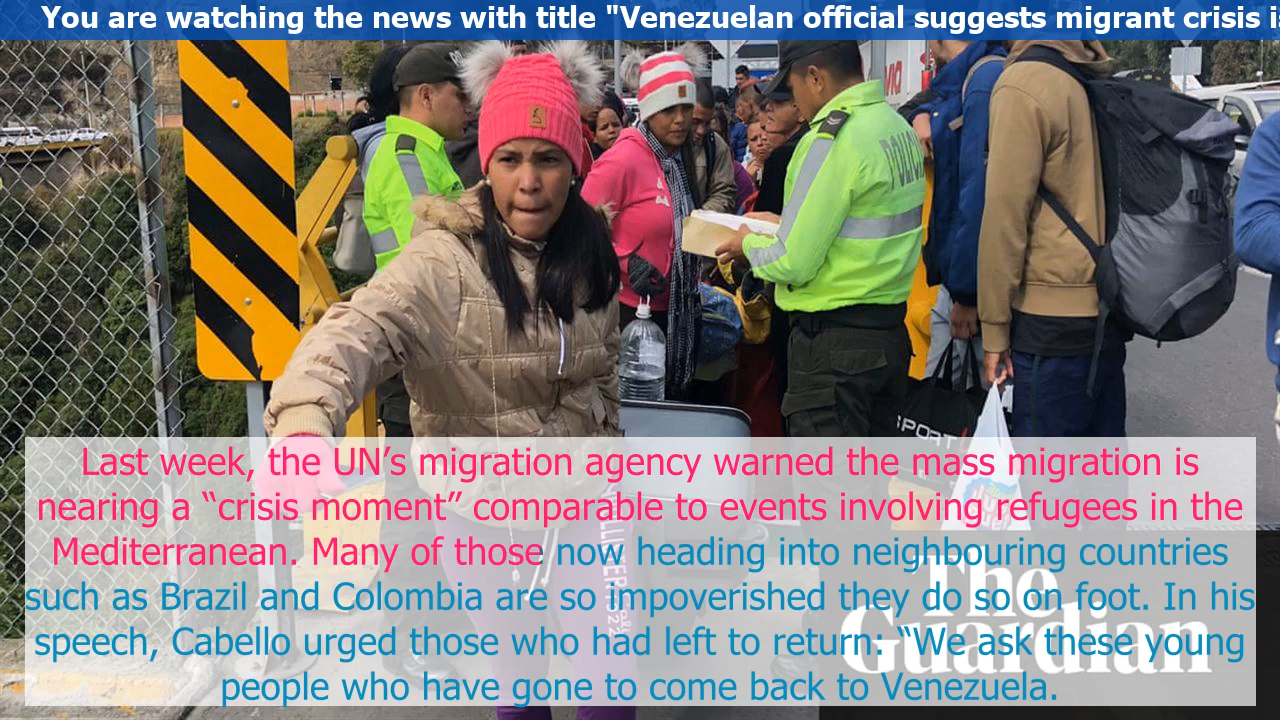 You are watching the news with title "Venezuelan official suggests migrant crisis
POLICIA
SPORT
Last week, the UN’s migration agency warned the mass migration is
nearing a “crisis moment” comparable to events involving refugees in the
Mediterranean. Many of those now heading into neighbouring countries
such as Brazil and Colombia are so impoverished they do so on foot. In his
speech, Cabello urged those who had left to return: “We ask these young
people who have gone to come back to Venezuela.
The
Guardian